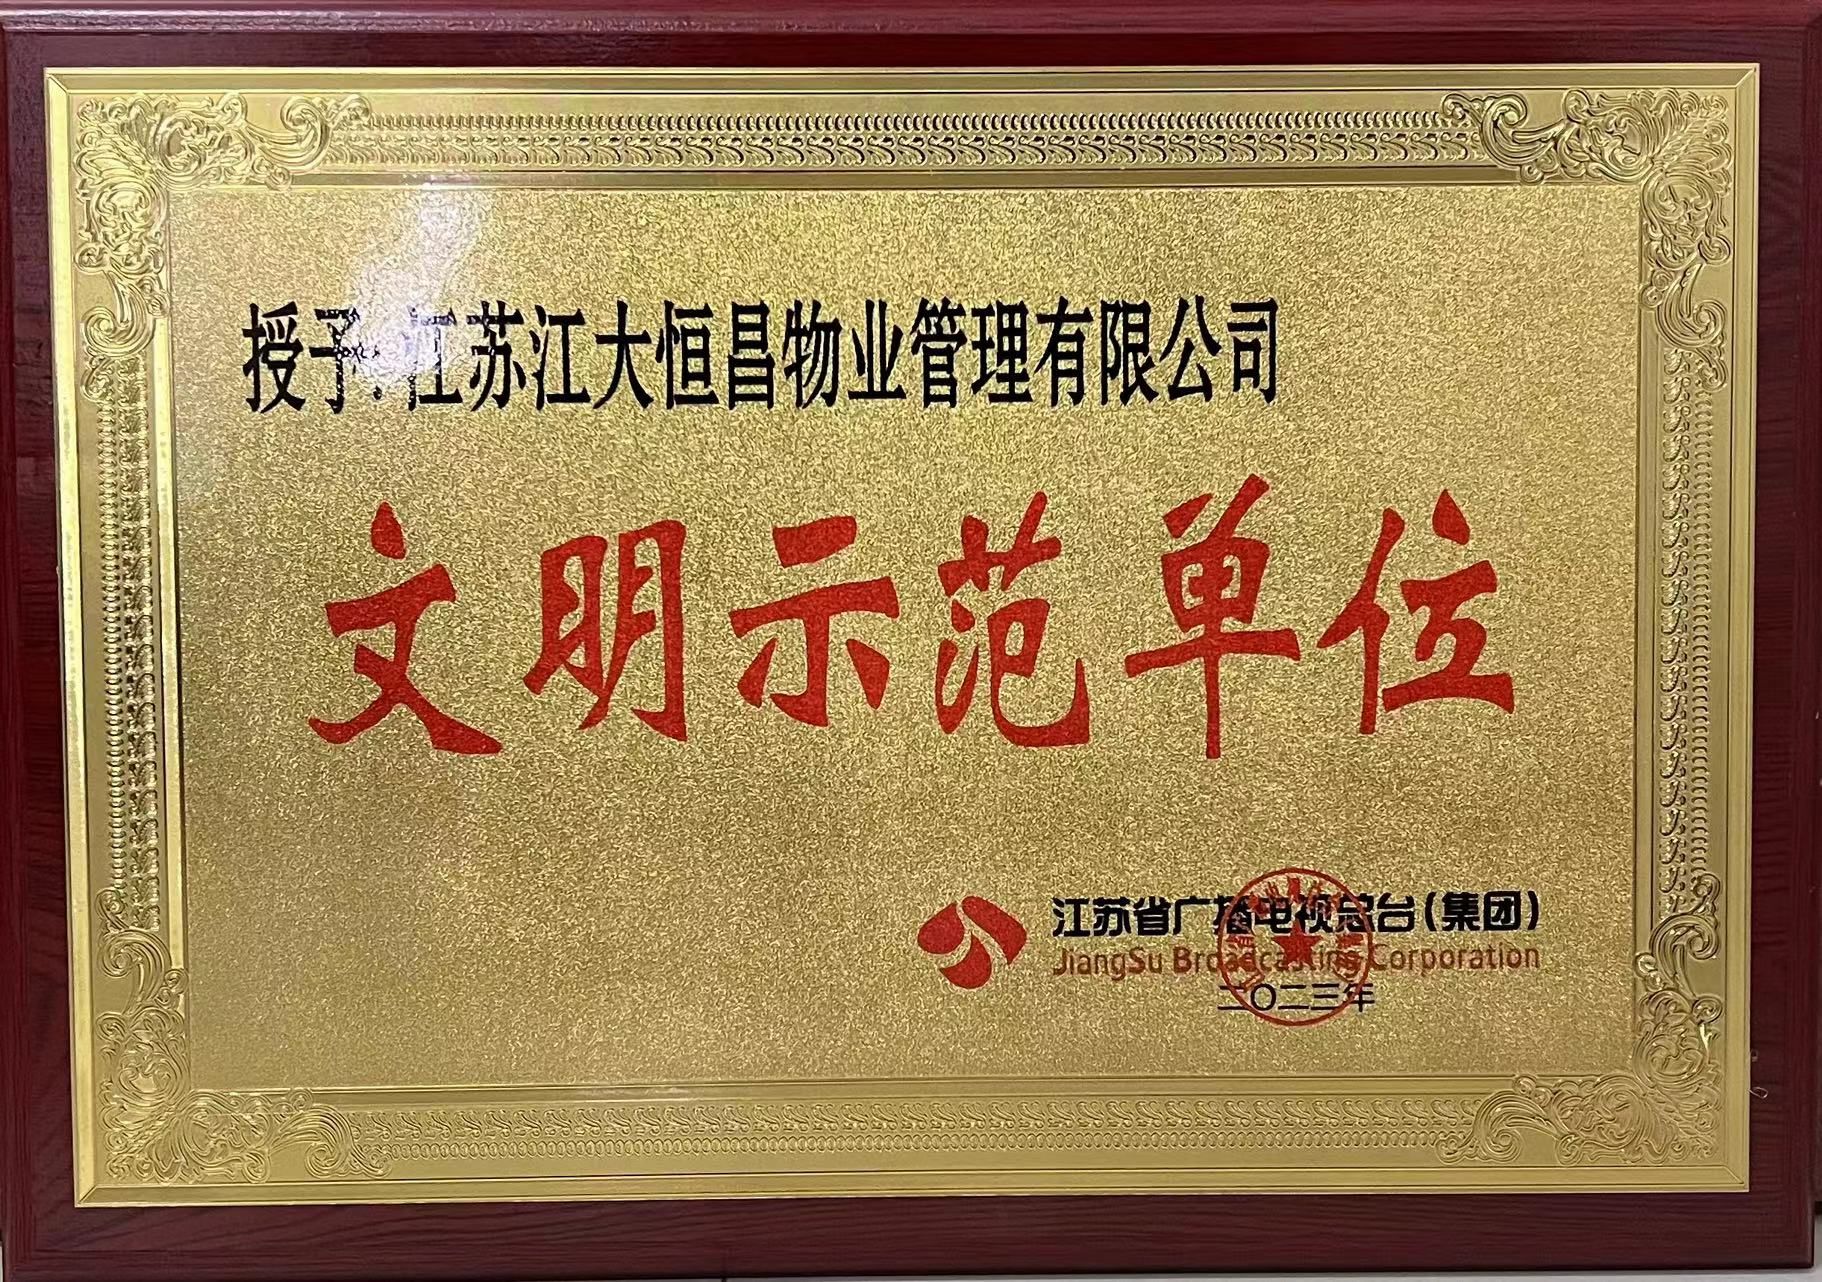 授予:江苏江大恒昌物业管理有限公司
文明示范单位
江苏省广播电视总台(集团)
JiangSu Broadcasting Corporation
二〇二三年